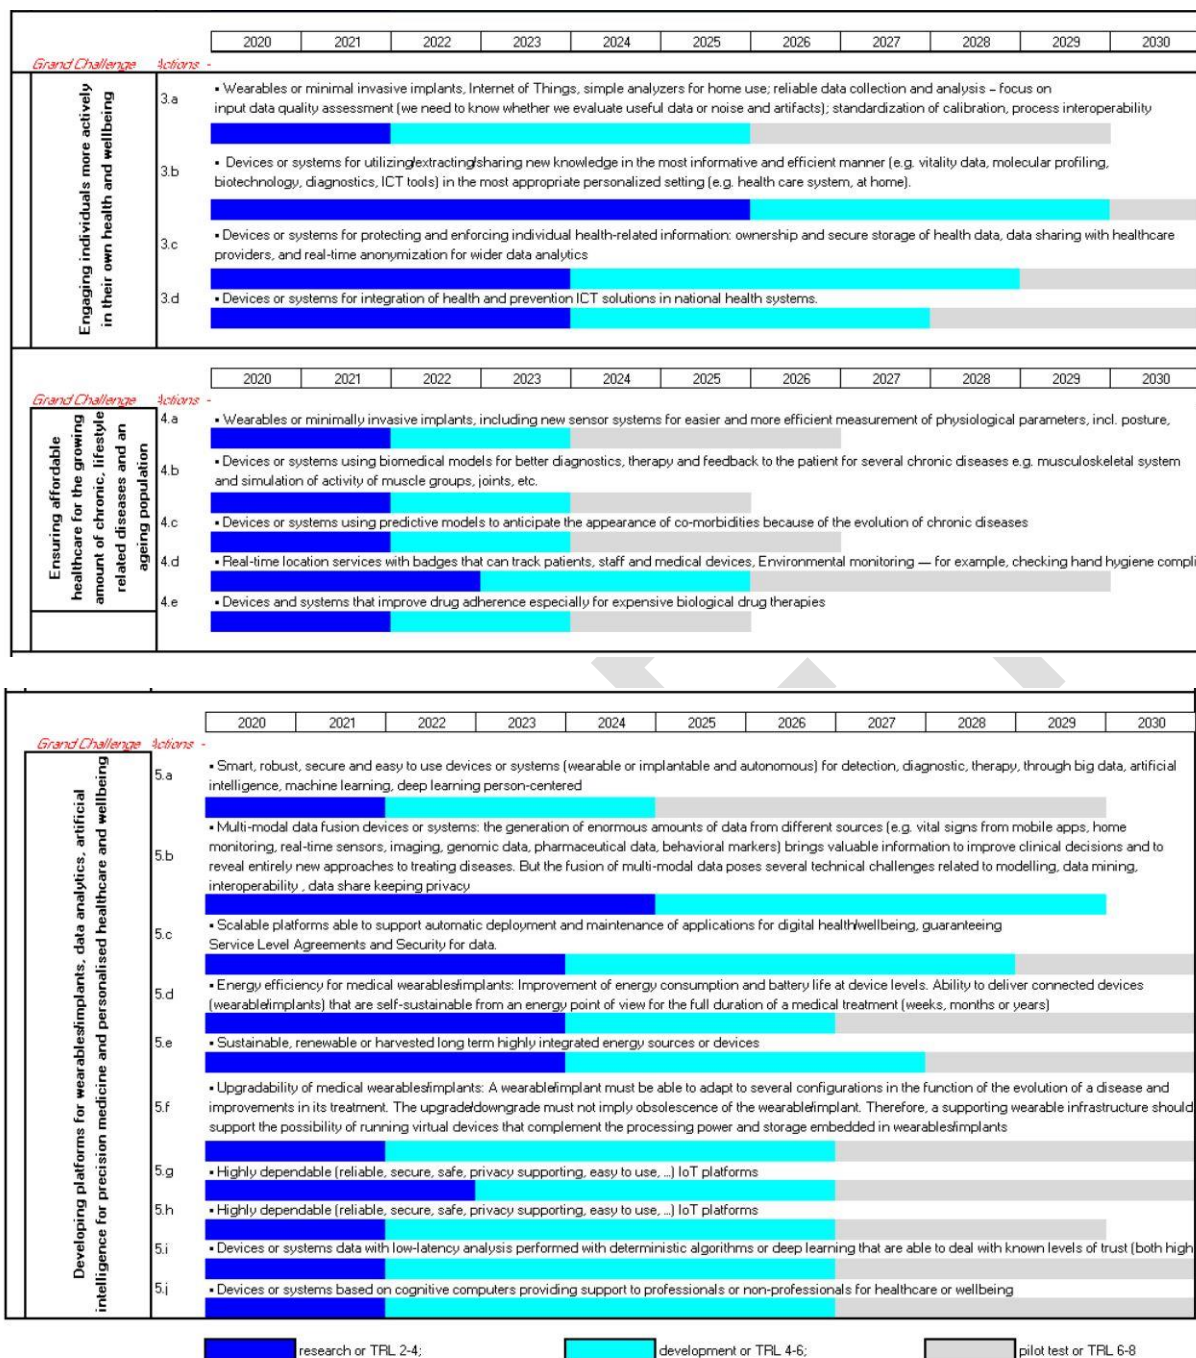 2020 2021 2022 2023 2024 2025 2026 2027 2028 2029 2030
Grand Challenge Actions -
Engaging individuals more actively
in their own health and wellbeing
3.a
▪ Wearables or minimal invasive implants, Internet of Things, simple analyzers for home use; reliable data collection and analysis – focus on
input data quality assessment (we need to know whether we evaluate useful data or noise and artifacts); standardization of calibration, process interoperability
3.b
▪ Devices or systems for utilizing/extracting/sharing new knowledge in the most informative and efficient manner (e.g. vitality data, molecular profiling,
biotechnology, diagnostics, ICT tools) in the most appropriate personalized setting (e.g. health care system, at home).
3.c
▪ Devices or systems for protecting and enforcing individual health-related information: ownership and secure storage of health data, data sharing with healthcare
providers, and real-time anonymization for wider data analytics
3.d
▪ Devices or systems for integration of health and prevention ICT solutions in national health systems.
2020 2021 2022 2023 2024 2025 2026 2027 2028 2029 2030
Grand Challenge Actions -
Ensuring affordable
healthcare for the growing
amount of chronic, lifestyle
related diseases and an
ageing population
4.a
▪ Wearables or minimally invasive implants, including new sensor systems for easier and more efficient measurement of physiological parameters, incl. posture,
4.b
▪ Devices or systems using biomedical models for better diagnostics, therapy and feedback to the patient for several chronic diseases e.g. musculoskeletal system
and simulation of activity of muscle groups, joints, etc.
4.c
▪ Devices or systems using predictive models to anticipate the appearance of co-morbidities because of the evolution of chronic diseases
4.d
▪ Real-time location services with badges that can track patients, staff and medical devices, Environmental monitoring — for example, checking hand hygiene compli
4.e
▪ Devices and systems that improve drug adherence especially for expensive biological drug therapies
2020 2021 2022 2023 2024 2025 2026 2027 2028 2029 2030
Grand Challenge Actions -
Developing platforms for wearables/implants, data analytics, artificial
intelligence for precision medicine and personalised healthcare and wellbeing
5.a
▪ Smart, robust, secure and easy to use devices or systems (wearable or implantable and autonomous) for detection, diagnostic, therapy, through big data, artificial
intelligence, machine learning, deep learning person-centered
5.b
▪ Multi-modal data fusion devices or systems: the generation of enormous amounts of data from different sources (e.g. vital signs from mobile apps, home
monitoring, real-time sensors, imaging, genomic data, pharmaceutical data, behavioral markers) brings valuable information to improve clinical decisions and to
reveal entirely new approaches to treating diseases. But the fusion of multi-modal data poses several technical challenges related to modelling, data mining,
interoperability , data share keeping privacy
5.c
▪ Scalable platforms able to support automatic deployment and maintenance of applications for digital health/wellbeing, guaranteeing
Service Level Agreements and Security for data.
5.d
▪ Energy efficiency for medical wearables/implants: Improvement of energy consumption and battery life at device levels. Ability to deliver connected devices
(wearable/implants) that are self-sustainable from an energy point of view for the full duration of a medical treatment (weeks, months or years)
5.e
▪ Sustainable, renewable or harvested long term highly integrated energy sources or devices
5.f
▪ Upgradability of medical wearables/implants: A wearable/implant must be able to adapt to several configurations in the function of the evolution of a disease and
improvements in its treatment. The upgrade/downgrade must not imply obsolescence of the wearable/implant. Therefore, a supporting wearable infrastructure should
support the possibility of running virtual devices that complement the processing power and storage embedded in wearables/implants
5.g
▪ Highly dependable (reliable, secure, safe, privacy supporting, easy to use, ...) IoT platforms
5.h
▪ Highly dependable (reliable, secure, safe, privacy supporting, easy to use, ...) IoT platforms
5.i
▪ Devices or systems data with low-latency analysis performed with deterministic algorithms or deep learning that are able to deal with known levels of trust (both high
5.j
▪ Devices or systems based on cognitive computers providing support to professionals or non-professionals for healthcare or wellbeing
research or TRL 2-4; development or TRL 4-6; pilot test or TRL 6-8